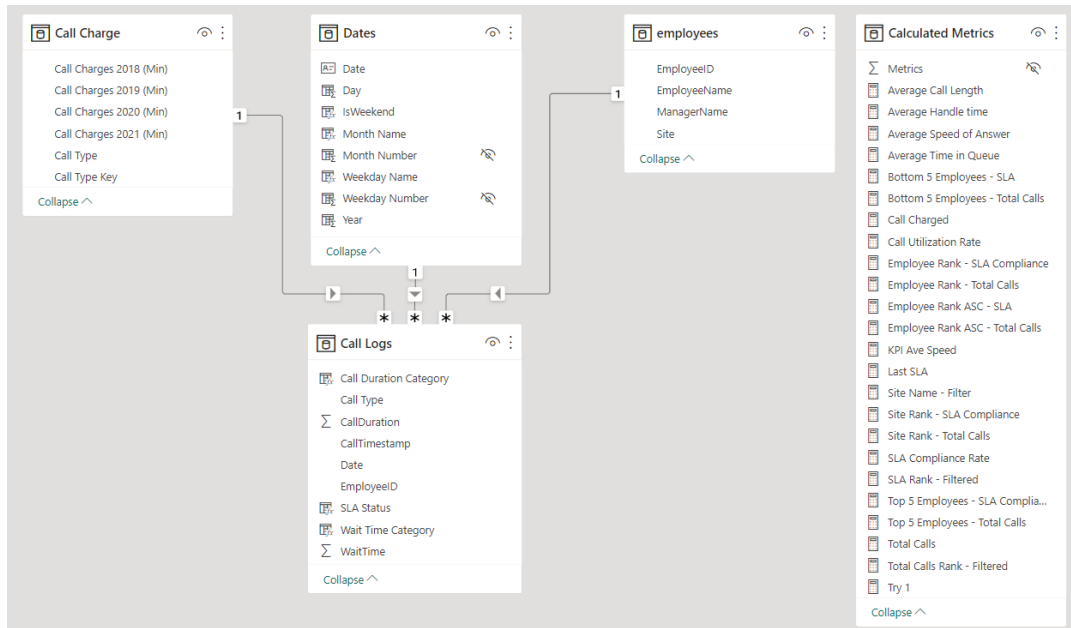 Call Charge
Call Charges 2018 (Min)
Call Charges 2019 (Min)
Call Charges 2020 (Min)
Call Charges 2021 (Min)
Call Type
Call Type Key
Collapse
1
Dates
Date
Day
IsWeekend
Month Name
Month Number
Weekday Name
Weekday Number
Year
Collapse
1
employees
EmployeeID
EmployeeName
ManagerName
Site
Collapse
1
* * *
Call Logs
Call Duration Category
Call Type
CallDuration
CallTimestamp
Date
EmployeeID
SLA Status
Wait Time Category
WaitTime
Collapse
Calculated Metrics
Metrics
Average Call Length
Average Handle time
Average Speed of Answer
Average Time in Queue
Bottom 5 Employees - SLA
Bottom 5 Employees - Total Calls
Call Charged
Call Utilization Rate
Employee Rank - SLA Compliance
Employee Rank - Total Calls
Employee Rank ASC - SLA
Employee Rank ASC - Total Calls
KPI Ave Speed
Last SLA
Site Name - Filter
Site Rank - SLA Compliance
Site Rank - Total Calls
SLA Compliance Rate
SLA Rank - Filtered
Top 5 Employees - SLA Complia...
Top 5 Employees - Total Calls
Total Calls
Total Calls Rank - Filtered
Try 1
Collapse